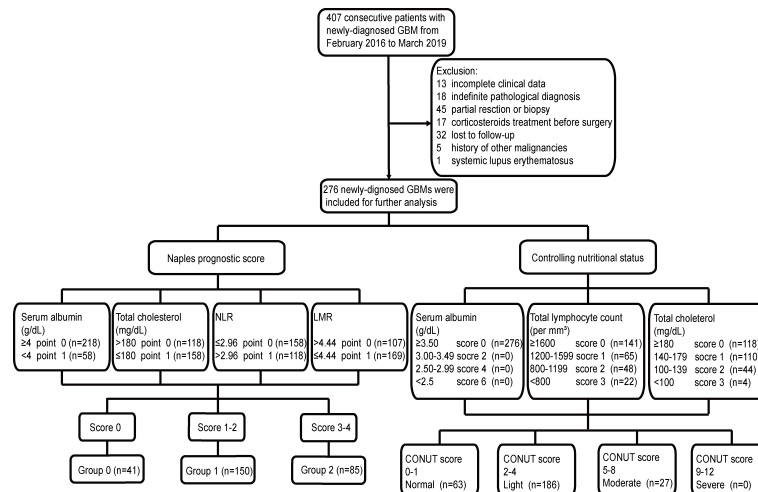 407 consecutive patients with
newly-diagnosed GBM from
February 2016 to March 2019
Exclusion:
13 incomplete clinical data
18 indefinite pathological diagnosis
45 partial resction or biopsy
17 corticosteroids treatment before surgery
32 lost to follow-up
5 history of other malignancies
1 systemic lupus erythematosus
276 newly-dignosed GBMs were
included for further analysis
Naples prognostic score
Controlling nutritional status
Serum albumin
(g/dL)
≥4 point 0 (n=218)
<4 point 1 (n=58)
Total cholesterol
(mg/dL)
>180 point 0 (n=118)
≤180 point 1 (n=158)
NLR
≤2.96 point 0 (n=158)
>2.96 point 1 (n=118)
LMR
>4.44 point 0 (n=107)
≤4.44 point 1 (n=169)
Serum albumin
(g/dL)
≥3.50 score 0 (n=276)
3.00-3.49 score 2 (n=0)
2.50-2.99 score 4 (n=0)
<2.5 score 6 (n=0)
Total lymphocyte count
(per mm³)
≥1600 score 0 (n=141)
1200-1599 score 1 (n=65)
800-1199 score 2 (n=48)
<800 score 3 (n=22)
Total choleterol
(mg/dL)
≥180 score 0 (n=118)
140-179 score 1 (n=110)
100-139 score 2 (n=44)
<100 score 3 (n=4)
Score 0
Score 1-2
Score 3-4
Group 0 (n=41)
Group 1 (n=150)
Group 2 (n=85)
CONUT score
0-1
Normal (n=63)
CONUT score
2-4
Light (n=186)
CONUT score
5-8
Moderate (n=27)
CONUT score
9-12
Severe (n=0)